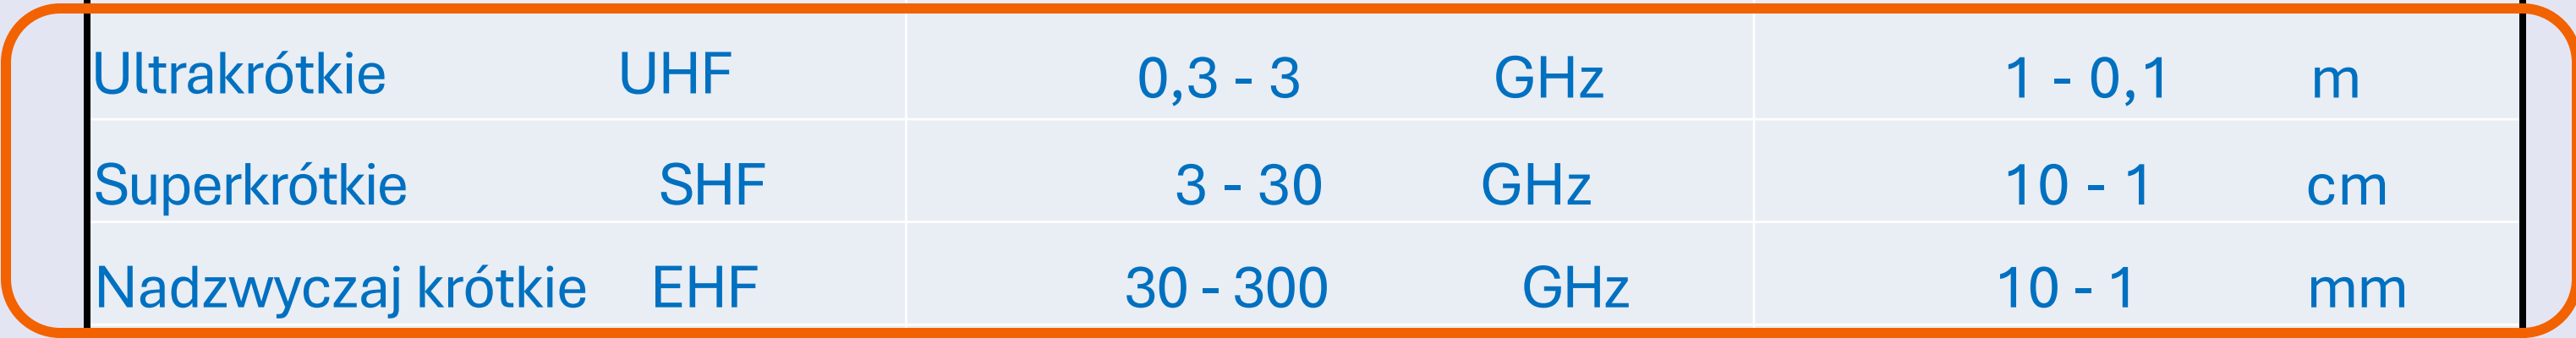 Ultrakrótkie UHF 0,3 - 3 GHz 1 - 0,1 m
Superkrótkie SHF 3 - 30 GHz 10 - 1 cm
Nadzwyczaj krótkie EHF 30 - 300 GHz 10 - 1 mm